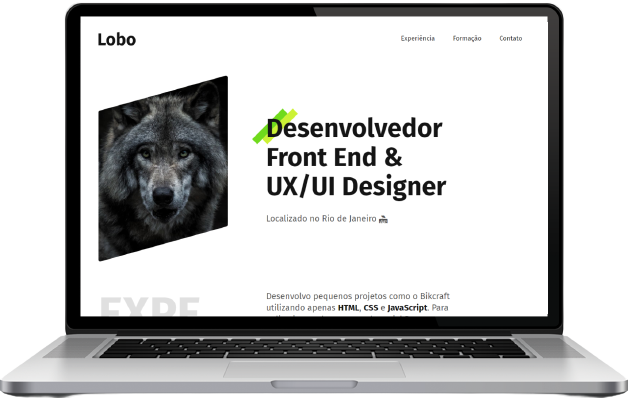 Lobo
Experiência
Formação
Contato
Desenvolvedor
Front End &
UX/UI Designer
Localizado no Rio de Janeiro
Desenvolvo pequenos projetos como o Bikcraft
utilizando apenas HTML, CSS e JavaScript. Para
EXPE